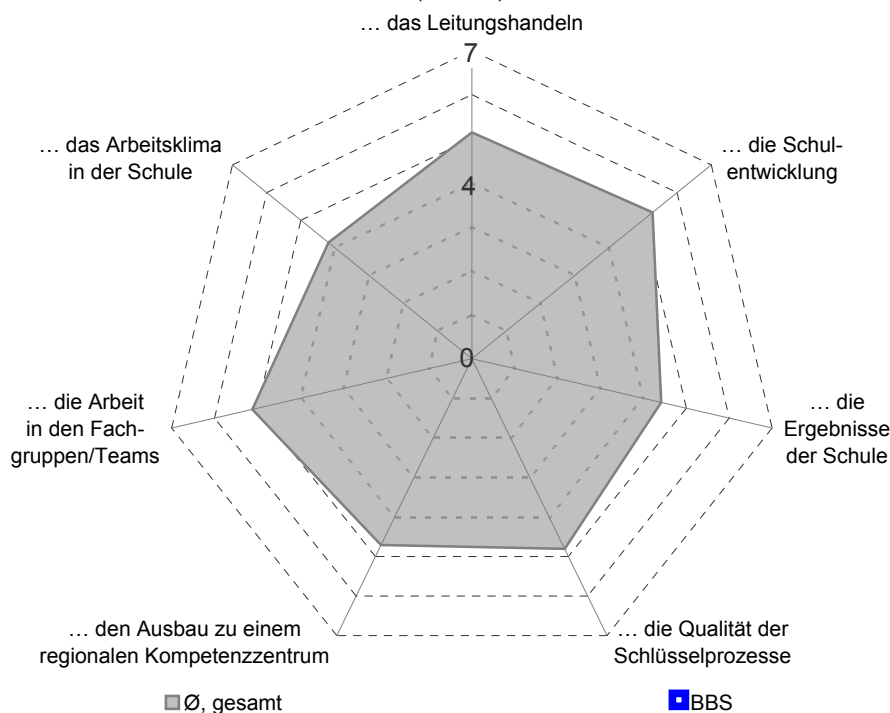 … das Leitungshandeln
7
… das Arbeitsklima
in der Schule
… die Schul-
entwicklung
4
0
… die Arbeit
in den Fach-
gruppen/Teams
… die
Ergebnisse
der Schule
… den Ausbau zu einem
regionalen Kompetenzzentrum
… die Qualität der
Schlüsselprozesse
Ø, gesamt
BBS